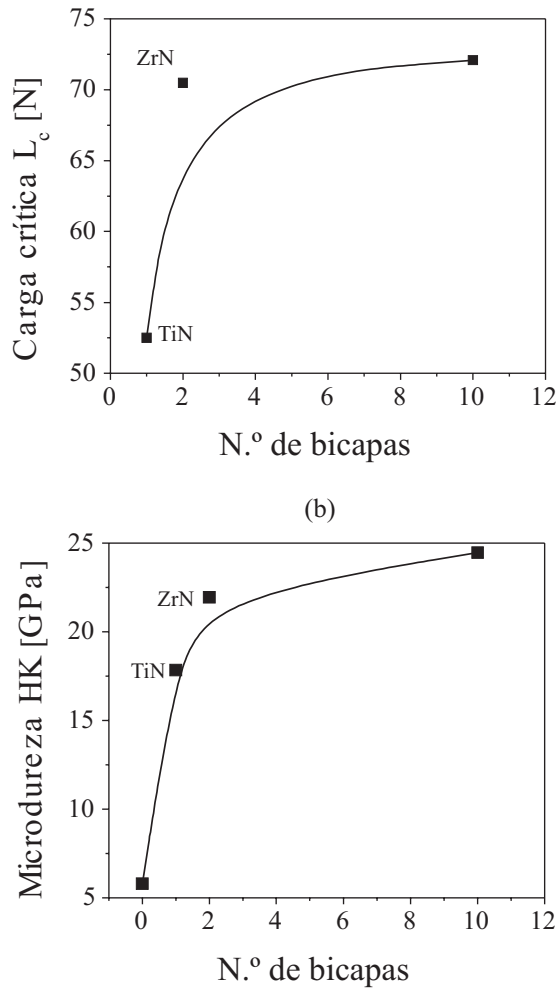 75
70
65
60
55
50
Carga crítica L_c [N]
ZrN
TiN
0 2 4 6 8 10 12
N.º de bicapas
(b)
25
20
15
10
5
Microdureza HK [GPa]
ZrN
TiN
0 2 4 6 8 10 12
N.º de bicapas